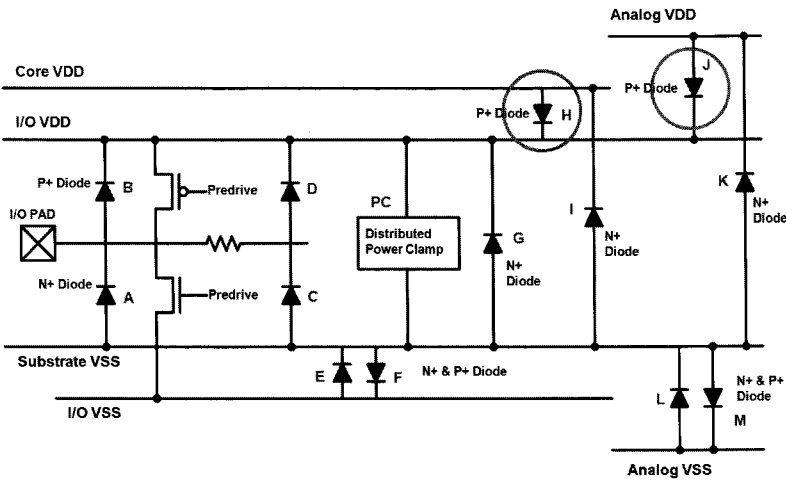 Analog VDD
Core VDD
J
P+ Diode
P+ Diode
H
I/O VDD
P+ Diode
B
D
Predrive
PC
K
I/O PAD
N+
Diode
I
Distributed
Power Clamp
G
N+
Diode
N+ Diode
A
Predrive
C
N+
Diode
Substrate VSS
E
F
N+ & P+ Diode
L
N+ & P+
Diode
M
I/O VSS
Analog VSS